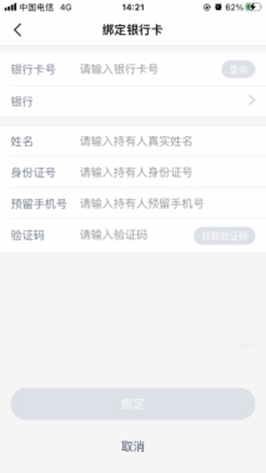 中国电信 4G 14:21 62%
绑定银行卡
银行卡号 请输入银行卡号 查询
银行
姓名 请输入持有人真实姓名
身份证号 请输入持有人身份证号
预留手机号 请输入持有人预留手机号
验证码 请输入验证码 获取验证码
绑定
取消